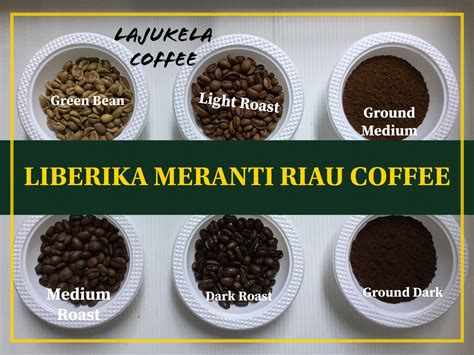 LAJUKELA
COFFEE
Green Bean
Light Roast
Ground
Medium
LIBERIKA MERANTI RIAU COFFEE
Medium
Roast
Dark Roast
Ground Dark